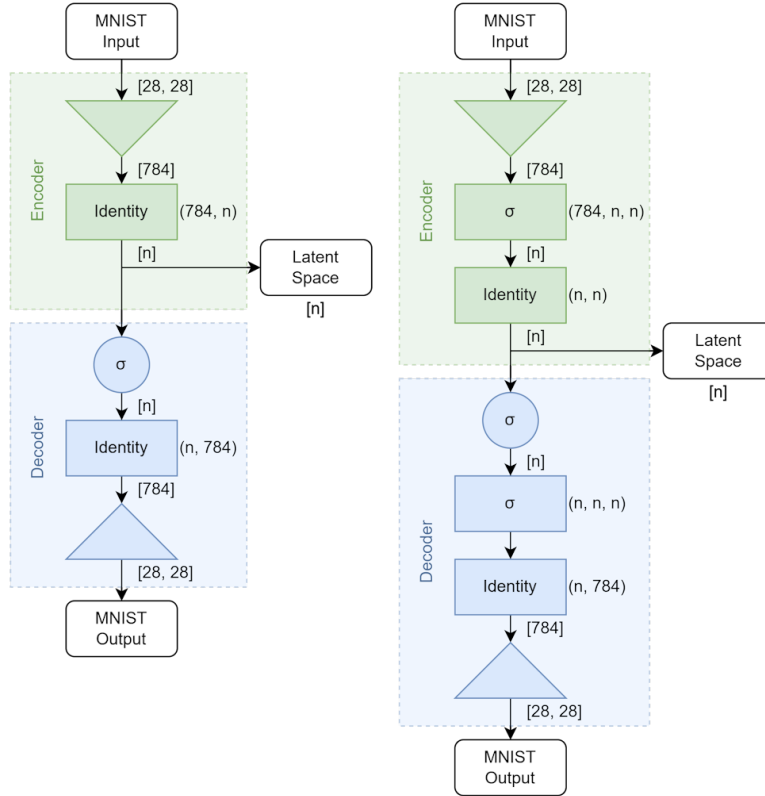 MNIST
Input
[28, 28]
[784]
Encoder
Identity
(784, n)
[n]
Latent
Space
[n]
σ
[n]
Decoder
Identity
(n, 784)
[784]
[28, 28]
MNIST
Output
MNIST
Input
[28, 28]
[784]
Encoder
σ
(784, n, n)
[n]
Identity
(n, n)
[n]
Latent
Space
[n]
σ
[n]
Decoder
σ
(n, n, n)
Identity
(n, 784)
[784]
[28, 28]
MNIST
Output